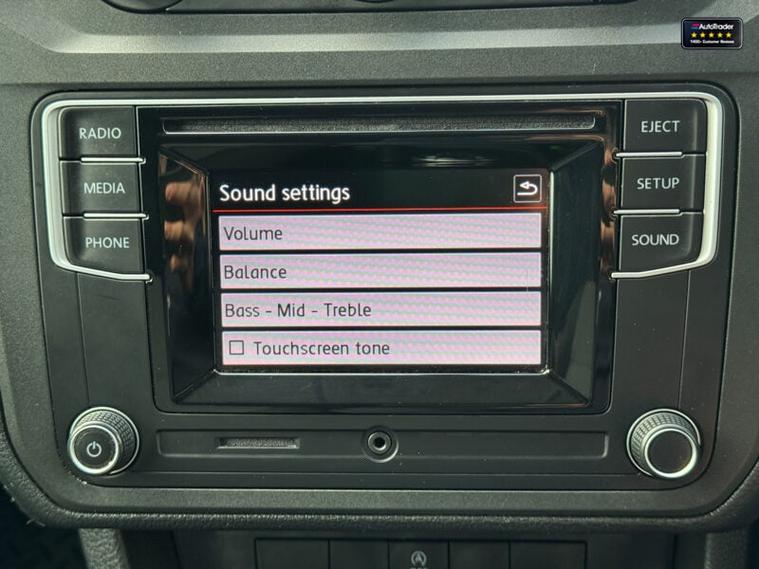 AutoTrader
RADIO
MEDIA
PHONE
EJECT
SETUP
SOUND
Sound settings
Volume
Balance
Bass - Mid - Treble
Touchscreen tone